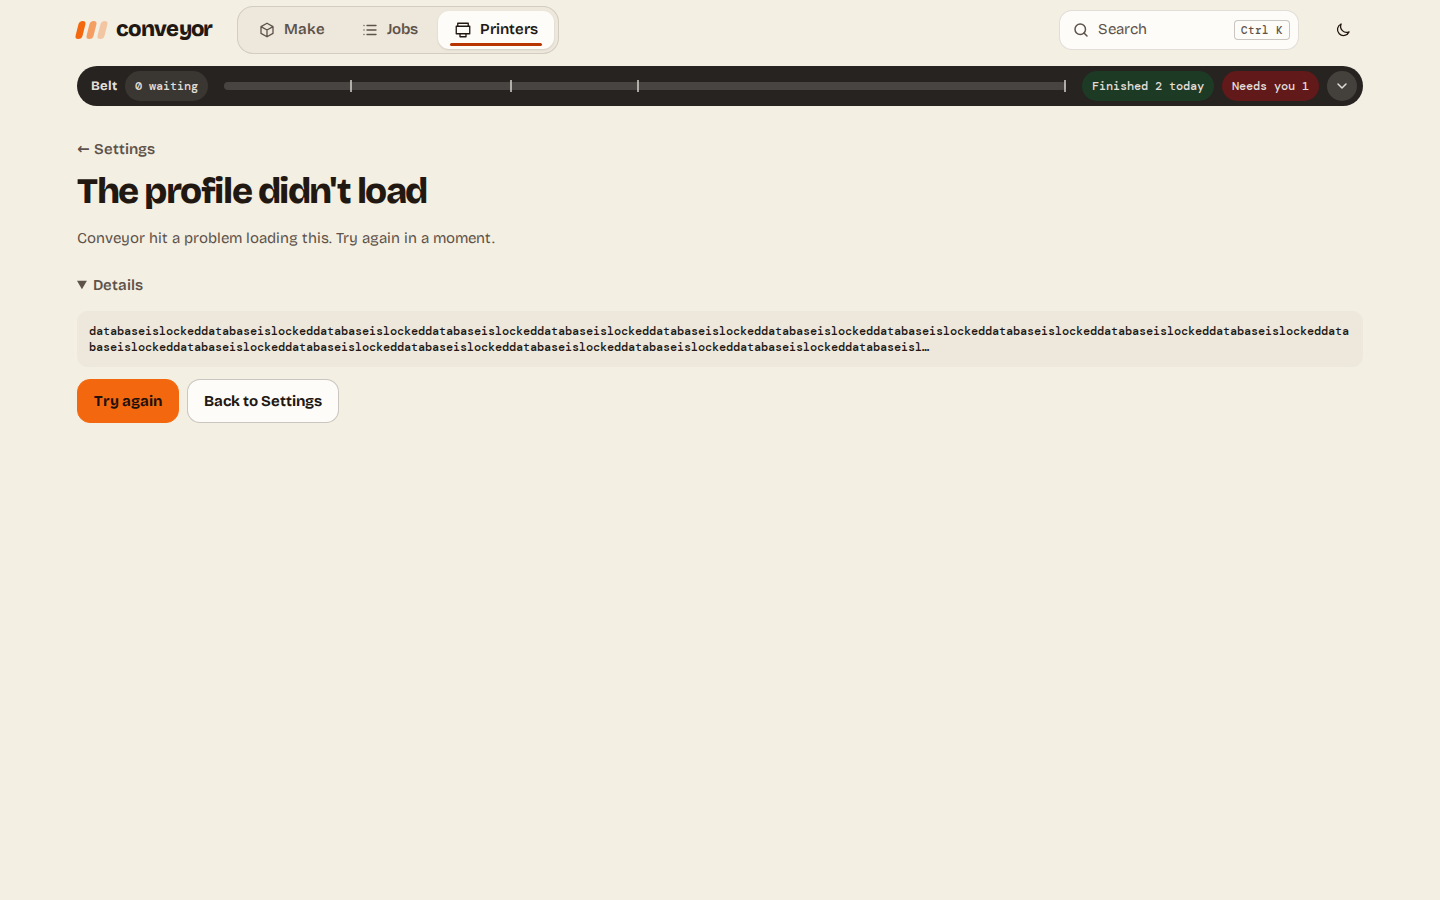 conveyor
Make
Jobs
Printers
Search
Ctrl K
Belt
0 waiting
Finished 2 today
Needs you 1
← Settings
The profile didn't load
Conveyor hit a problem loading this. Try again in a moment.
▼ Details
databaseislockeddatabaseislockeddatabaseislockeddatabaseislockeddatabaseislockeddatabaseislockeddatabaseislockeddatabaseislockeddatabaseislockeddatabaseislockeddatabaseislockeddata
baseislockeddatabaseislockeddatabaseislockeddatabaseislockeddatabaseislockeddatabaseislockeddatabaseislockeddatabaseisl…
Try again
Back to Settings